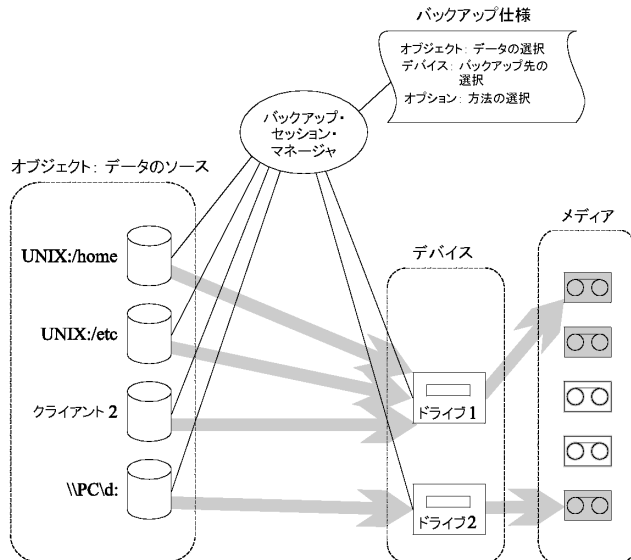 バックアップ仕様
オブジェクト: データの選択
デバイス: バックアップ先の
選択
オプション: 方法の選択
バックアップ・
セッション・
マネージャ
オブジェクト: データのソース
UNIX:/home
UNIX:/etc
クライアント 2
\\PC\d:
デバイス
ドライブ 1
ドライブ2
メディア